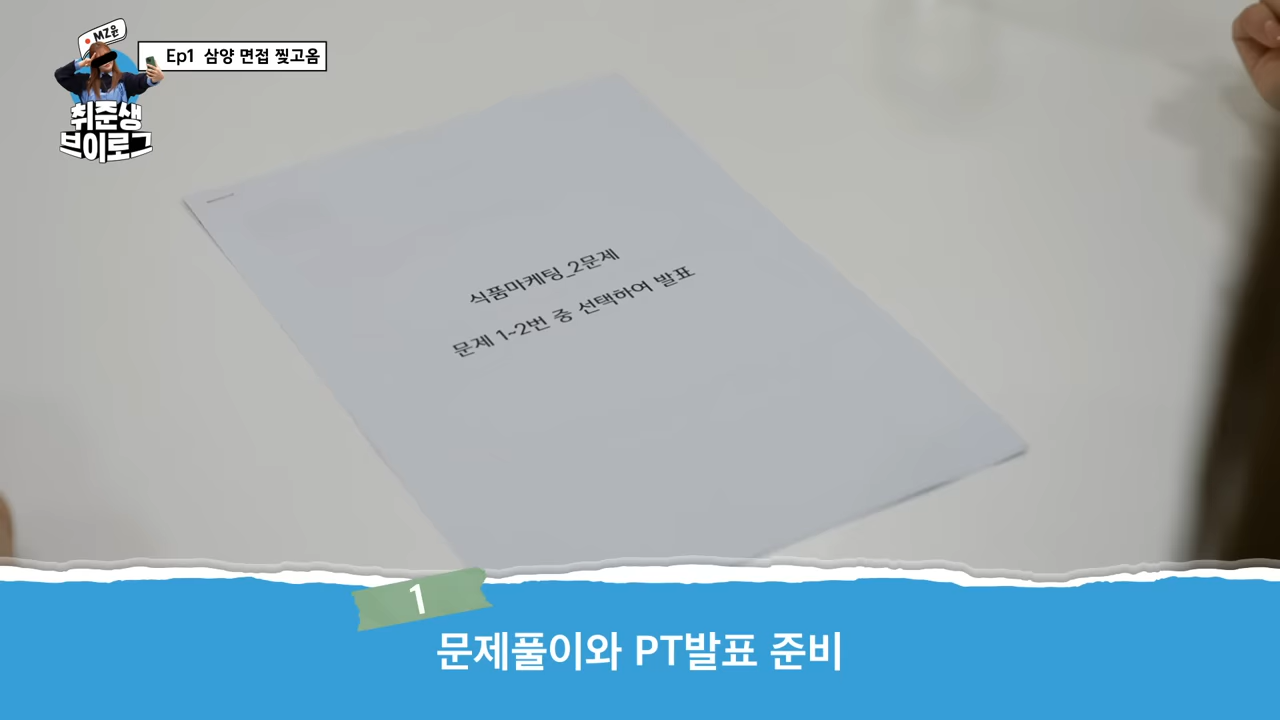 MZ윤
Ep1 삼양 면접 찢고옴
취준생
브이로그
식품마케팅_2문제
문제 1~2번 중 선택하여 발표
1
문제풀이와 PT발표 준비